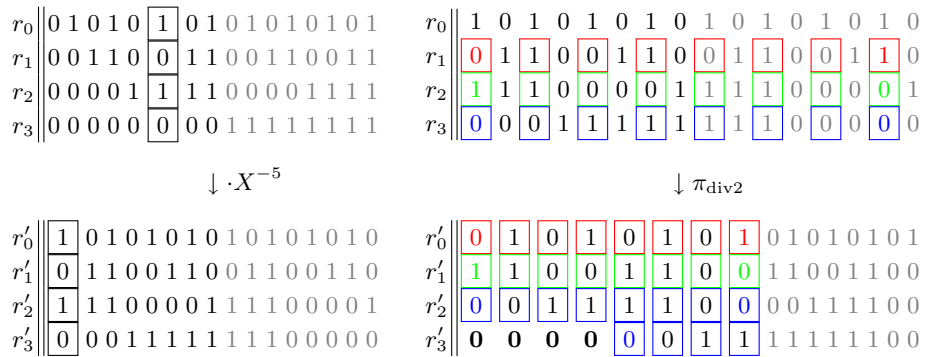 r₀ 0 1 0 1 0 1 0 1 0 1 0 1 0 1 0 1
r₁ 0 0 1 1 0 0 1 1 0 0 1 1 0 0 1 1
r₂ 0 0 0 0 1 1 1 1 0 0 0 0 1 1 1 1
r₃ 0 0 0 0 0 0 0 0 1 1 1 1 1 1 1 1
↓ ·X⁻⁵
r′₀ 1 0 1 0 1 0 1 0 1 0 1 0 1 0 1 0
r′₁ 0 1 1 0 0 1 1 0 0 1 1 0 0 1 1 0
r′₂ 1 1 1 0 0 0 0 1 1 1 1 0 0 0 0 1
r′₃ 0 0 0 1 1 1 1 1 1 1 1 0 0 0 0 0
r₀ 1 0 1 0 1 0 1 0 1 0 1 0 1 0 1 0
r₁ 0 1 1 0 0 1 1 0 0 1 1 0 0 1 1 0
r₂ 1 1 1 0 0 0 0 1 1 1 1 0 0 0 0 1
r₃ 0 0 0 1 1 1 1 1 1 1 1 0 0 0 0 0
↓ π_div2
r′₀ 0 1 0 1 0 1 0 1 0 1 0 1 0 1 0 1
r′₁ 1 1 0 0 1 1 0 0 1 1 0 0 1 1 0 0
r′₂ 0 0 1 1 1 1 0 0 0 0 1 1 1 1 0 0
r′₃ 0 0 0 0 0 0 1 1 1 1 1 1 1 1 0 0